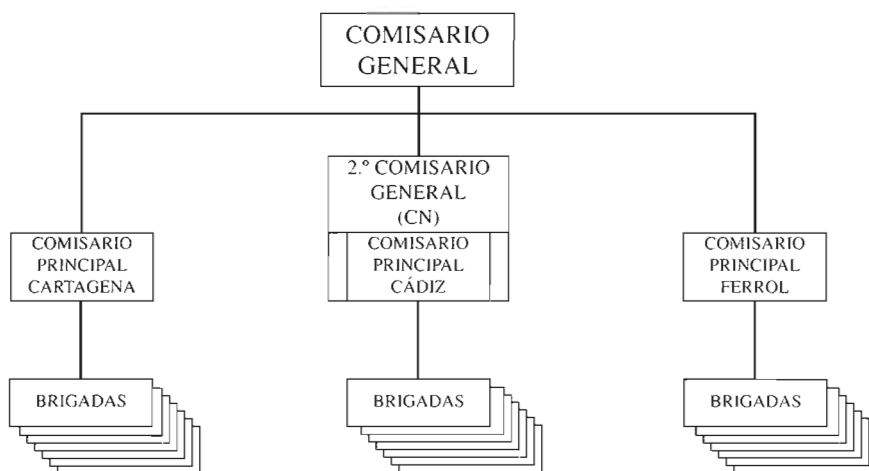 COMISARIO
GENERAL
2.º COMISARIO
GENERAL
(CN)
COMISARIO
PRINCIPAL
CARTAGENA
COMISARIO
PRINCIPAL
CÁDIZ
COMISARIO
PRINCIPAL
FERROL
BRIGADAS
BRIGADAS
BRIGADAS